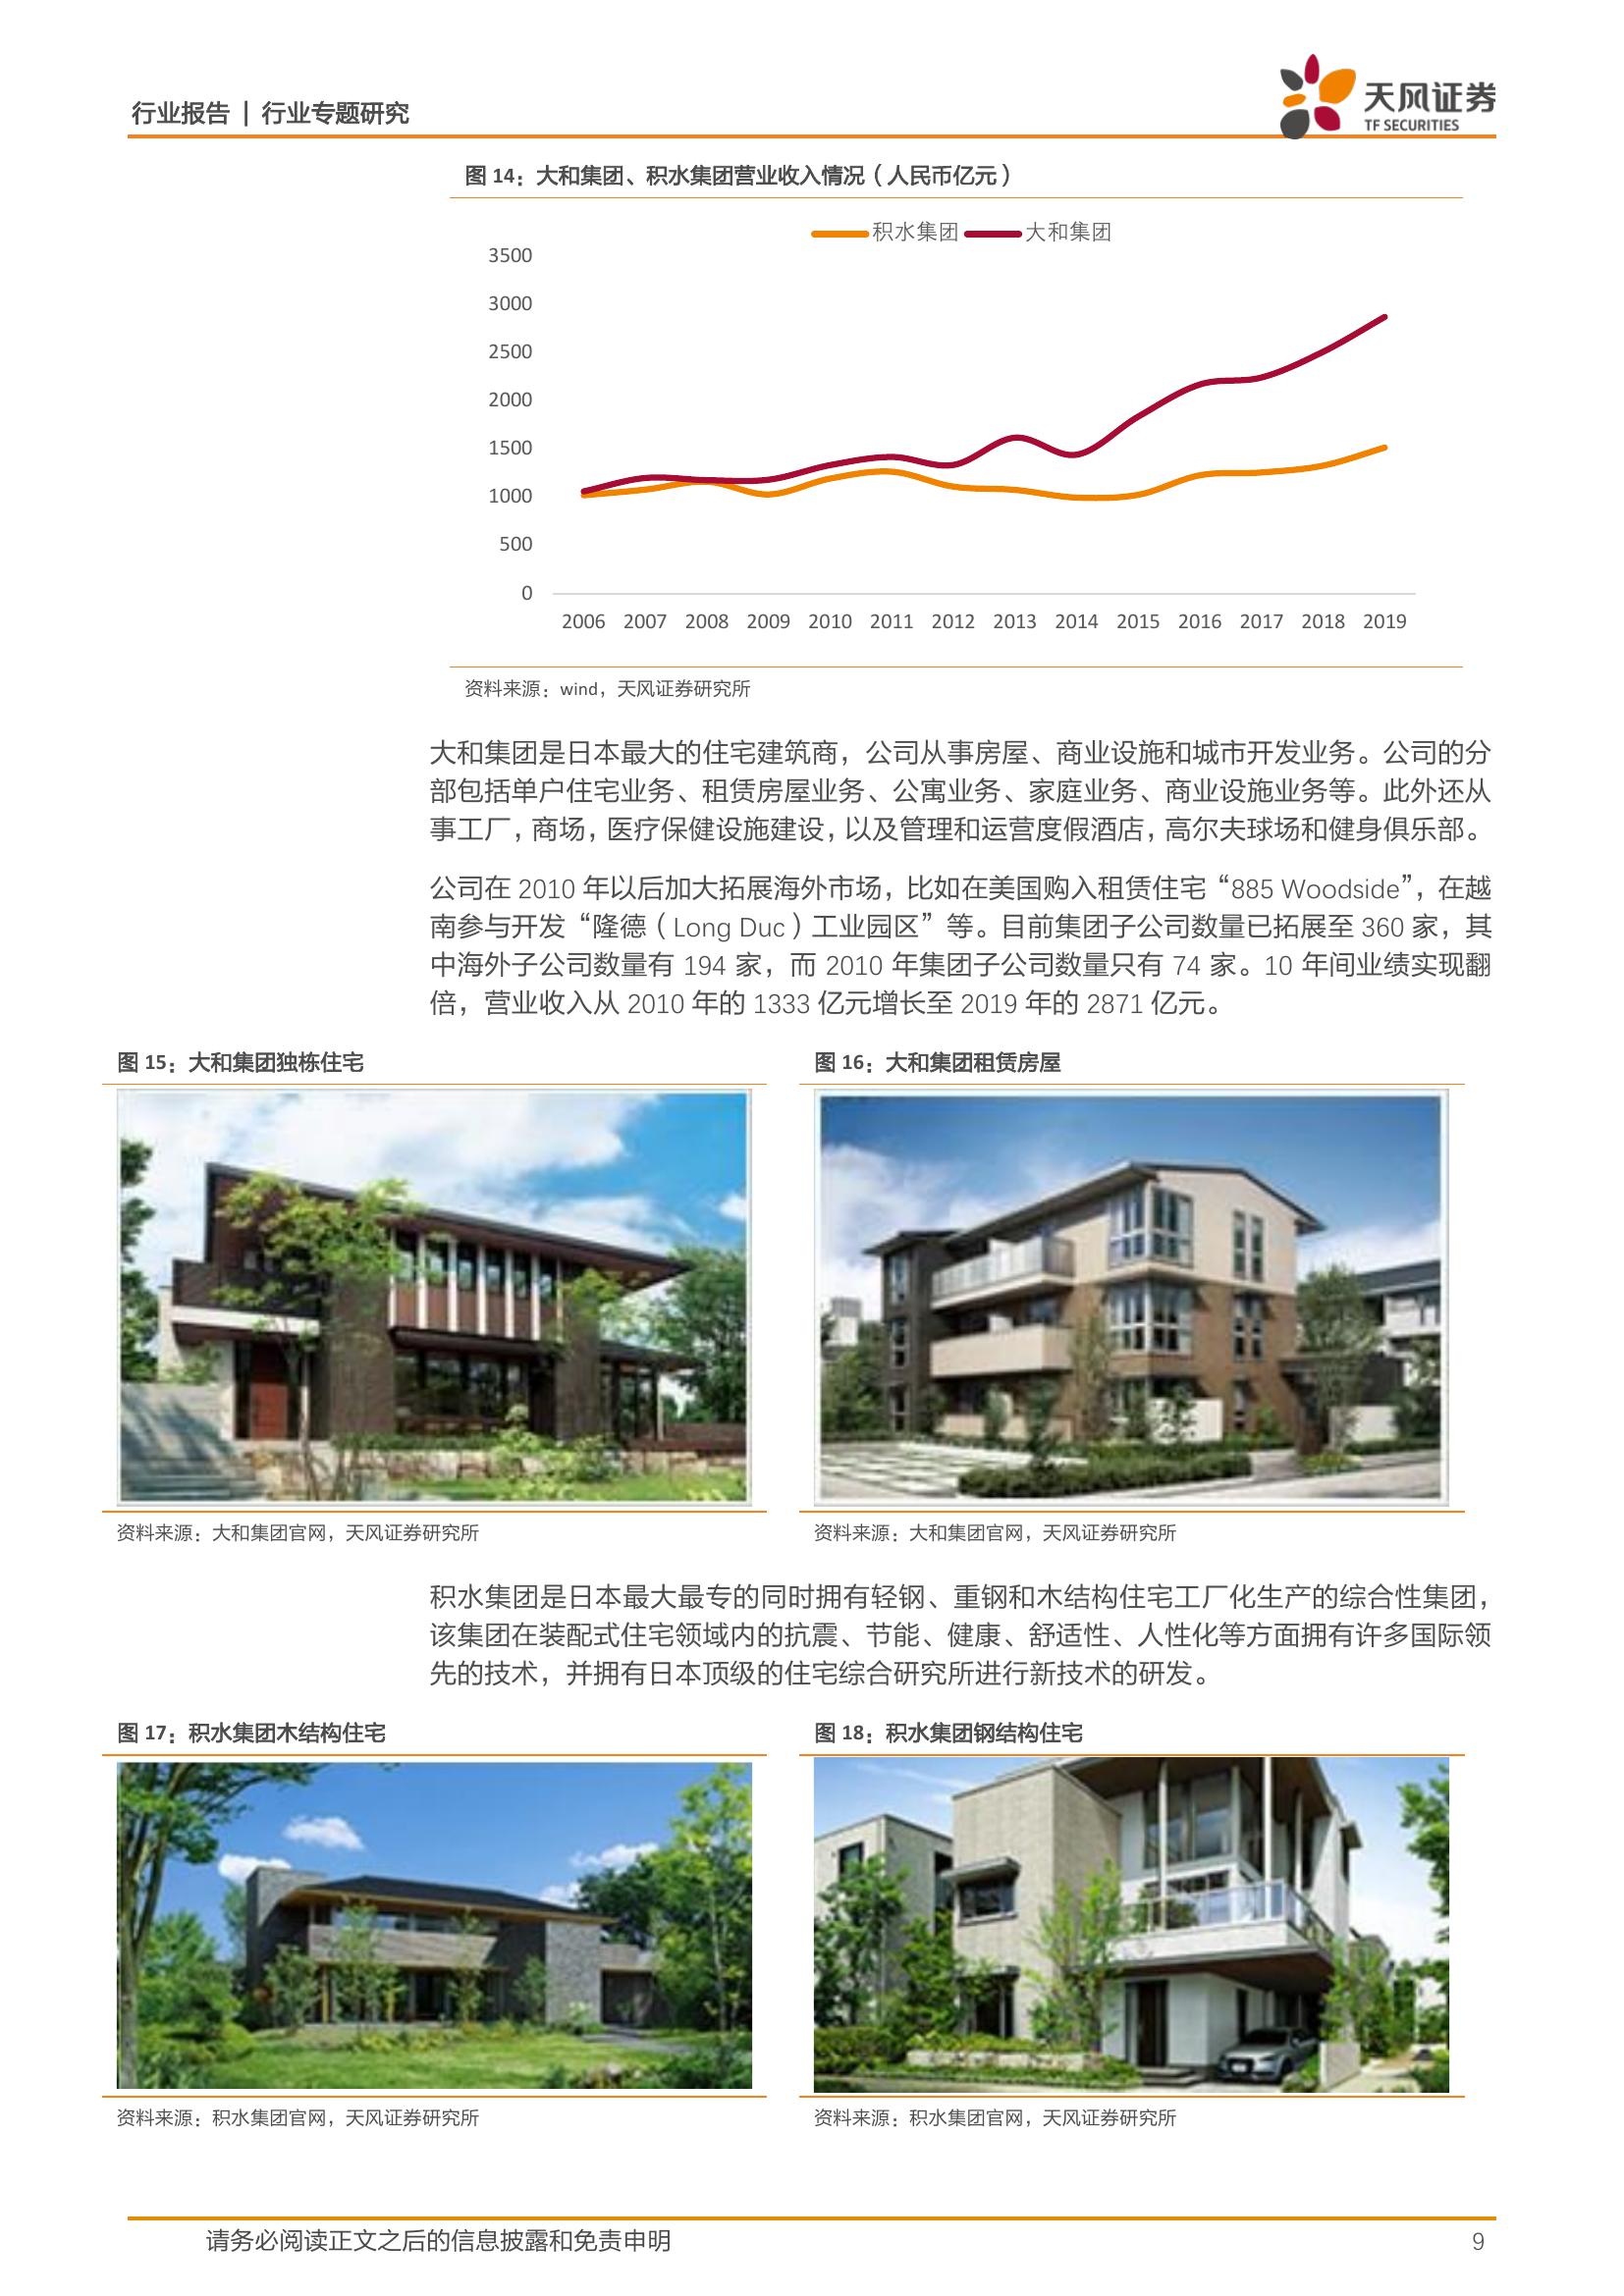 行业报告 | 行业专题研究
天风证券
TF SECURITIES
图 14：大和集团、积水集团营业收入情况（人民币亿元）
积水集团 大和集团
3500
3000
2500
2000
1500
1000
500
0
2006 2007 2008 2009 2010 2011 2012 2013 2014 2015 2016 2017 2018 2019
资料来源：wind，天风证券研究所
大和集团是日本最大的住宅建筑商，公司从事房屋、商业设施和城市开发业务。公司的分
部包括单户住宅业务、租赁房屋业务、公寓业务、家庭业务、商业设施业务等。此外还从
事工厂，商场，医疗保健设施建设，以及管理和运营度假酒店，高尔夫球场和健身俱乐部。
公司在 2010 年以后加大拓展海外市场，比如在美国购入租赁住宅“885 Woodside”，在越
南参与开发“隆德（Long Duc）工业园区”等。目前集团子公司数量已拓展至 360 家，其
中海外子公司数量有 194 家，而 2010 年集团子公司数量只有 74 家。10 年间业绩实现翻
倍，营业收入从 2010 年的 1333 亿元增长至 2019 年的 2871 亿元。
图 15：大和集团独栋住宅
图 16：大和集团租赁房屋
资料来源：大和集团官网，天风证券研究所
资料来源：大和集团官网，天风证券研究所
积水集团是日本最大最专的同时拥有轻钢、重钢和木结构住宅工厂化生产的综合性集团，
该集团在装配式住宅领域内的抗震、节能、健康、舒适性、人性化等方面拥有许多国际领
先的技术，并拥有日本顶级的住宅综合研究所进行新技术的研发。
图 17：积水集团木结构住宅
图 18：积水集团钢结构住宅
资料来源：积水集团官网，天风证券研究所
资料来源：积水集团官网，天风证券研究所
请务必阅读正文之后的信息披露和免责申明
9